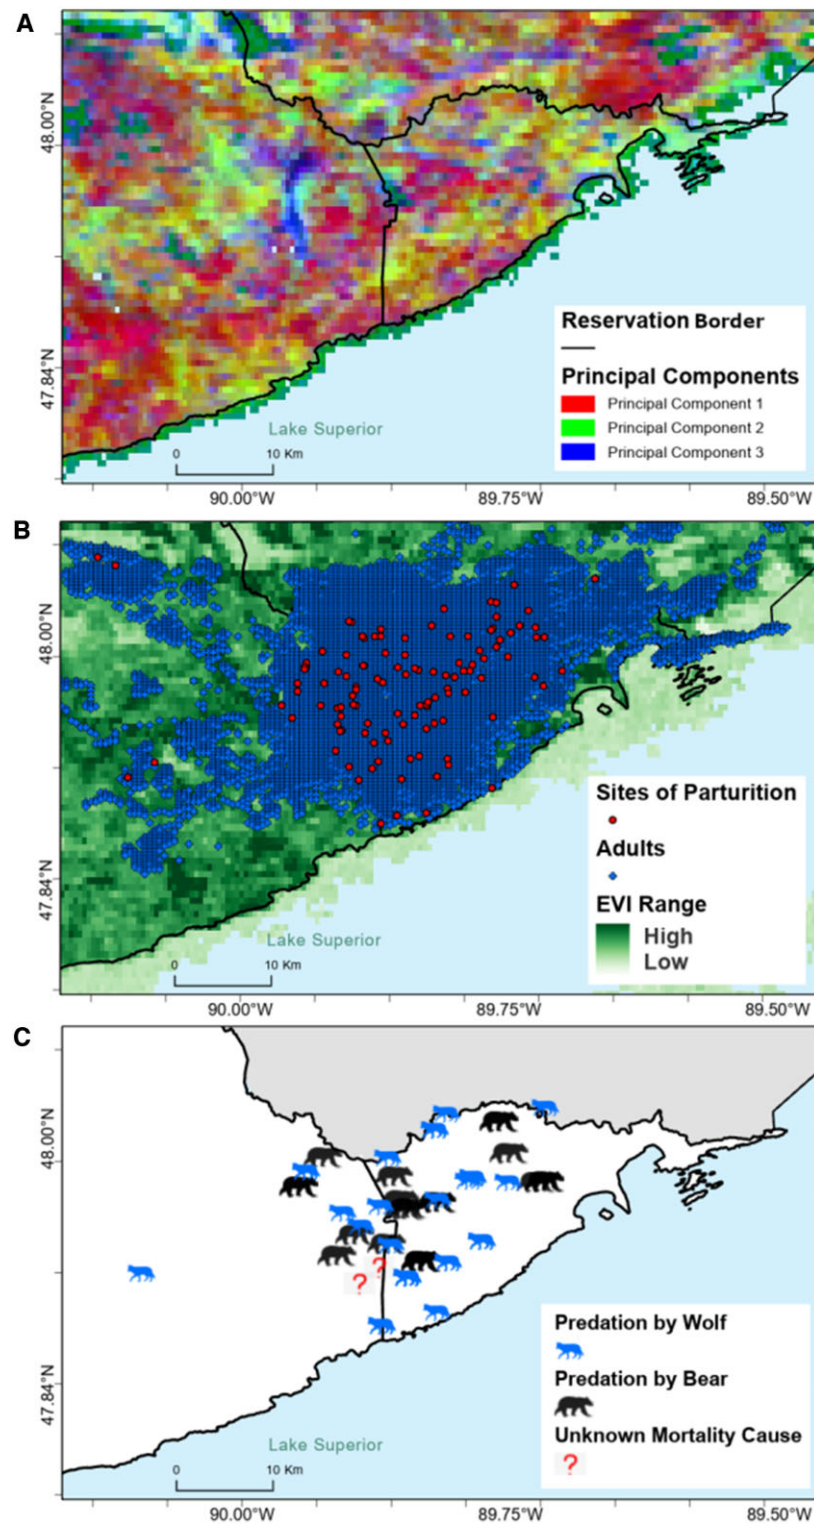 A
48.00°N
47.84°N
Reservation Border
Principal Components
Principal Component 1
Principal Component 2
Principal Component 3
Lake Superior
0 10 Km
90.00°W 89.75°W 89.50°W
B
48.00°N
47.84°N
Sites of Parturition
Adults
EVI Range
High
Low
Lake Superior
0 10 Km
90.00°W 89.75°W 89.50°W
C
48.00°N
47.84°N
? ?
Predation by Wolf
Predation by Bear
Unknown Mortality Cause
?
Lake Superior
0 10 Km
90.00°W 89.75°W 89.50°W